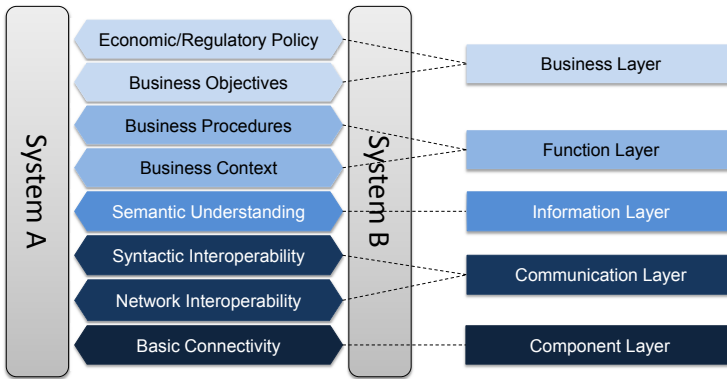 System A
System B
Economic/Regulatory Policy
Business Objectives
Business Procedures
Business Context
Semantic Understanding
Syntactic Interoperability
Network Interoperability
Basic Connectivity
Business Layer
Function Layer
Information Layer
Communication Layer
Component Layer